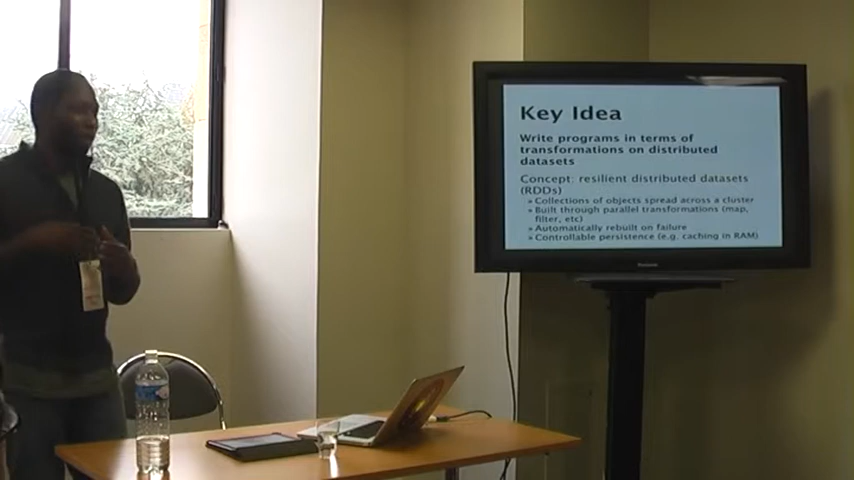 Key Idea
Write programs in terms of
transformations on distributed
datasets
Concept: resilient distributed datasets
(RDDs)
» Collections of objects spread across a cluster
» Built through parallel transformations (map,
filter, etc)
» Automatically rebuilt on failure
» Controllable persistence (e.g. caching in RAM)